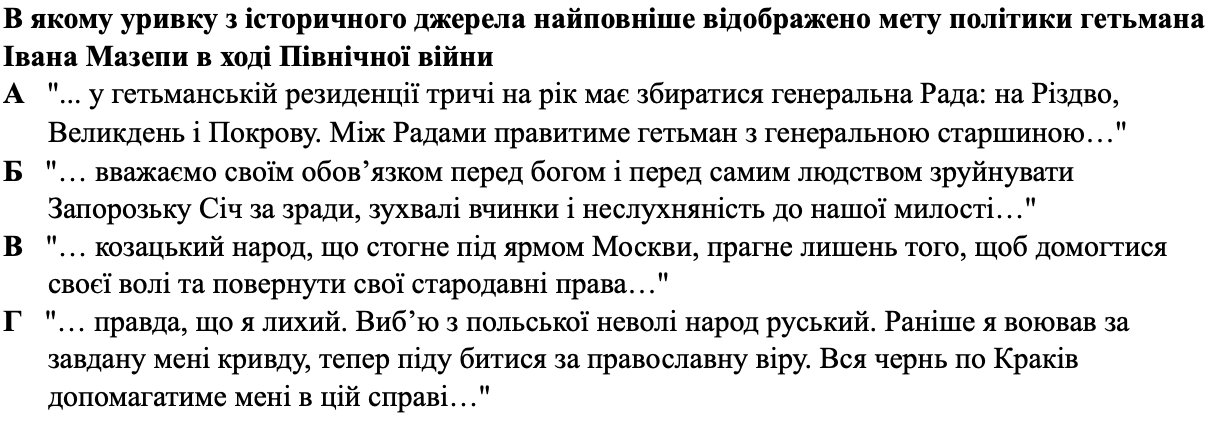 В якому уривку з історичного джерела найповніше відображено мету політики гетьмана
Івана Мазепи в ході Північної війни
А "... у гетьманській резиденції тричі на рік має збиратися генеральна Рада: на Різдво,
Великдень і Покрову. Між Радами правитиме гетьман з генеральною старшиною…"
Б "… вважаємо своїм обов’язком перед богом і перед самим людством зруйнувати
Запорозьку Січ за зради, зухвалі вчинки і неслухняність до нашої милості…"
В "… козацький народ, що стогне під ярмом Москви, прагне лишень того, щоб домогтися
своєї волі та повернути свої стародавні права…"
Г "… правда, що я лихий. Виб’ю з польської неволі народ руський. Раніше я воював за
завдану мені кривду, тепер піду битися за православну віру. Вся чернь по Краків
допомагатиме мені в цій справі…"